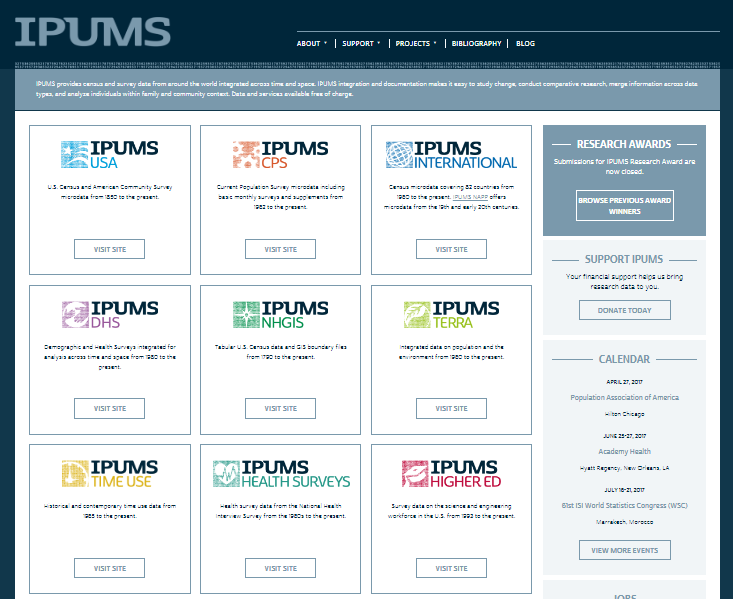 IPUMS
ABOUT
SUPPORT
PROJECTS
BIBLIOGRAPHY
BLOG
IPUMS provides census and survey data from around the world integrated across time and space. IPUMS integration and documentation makes it easy to study change, conduct comparative research, merge information across data
types, and analyze individuals within family and community context. Data and services available free of charge.
IPUMS
USA
U.S. Census and American Community Survey
microdata from 1850 to the present.
VISIT SITE
IPUMS
CPS
Current Population Survey microdata including
basic monthly surveys and supplements from
1962 to the present.
VISIT SITE
IPUMS
INTERNATIONAL
Census microdata covering 82 countries from
1960 to the present. IPUMS NAPP offers
microdata from the 19th and early 20th centuries.
VISIT SITE
IPUMS
DHS
Demographic and Health Surveys integrated for
analysis across time and space from 1980 to the
present.
VISIT SITE
IPUMS
NHGIS
Tabular U.S. Census data and GIS boundary files
from 1790 to the present.
VISIT SITE
IPUMS
TERRA
Integrated data on population and the
environment from 1960 to the present.
VISIT SITE
IPUMS
TIME USE
Historical and contemporary time use data from
1965 to the present.
VISIT SITE
IPUMS
HEALTH SURVEYS
Health survey data from the National Health
Interview Survey from the 1960s to the present.
VISIT SITE
IPUMS
HIGHER ED
Survey data on the science and engineering
workforce in the U.S. from 1993 to the present.
VISIT SITE
RESEARCH AWARDS
Submissions for IPUMS Research Award are
now closed.
BROWSE PREVIOUS AWARD
WINNERS
SUPPORT IPUMS
Your financial support helps us bring
research data to you.
DONATE TODAY
CALENDAR
APRIL 27, 2017
Population Association of America
Hilton Chicago
JUNE 25-27, 2017
Academy Health
Hyatt Regency, New Orleans, LA
JULY 16-21, 2017
61st ISI World Statistics Congress (WSC)
Marrakech, Morocco
VIEW MORE EVENTS
JOBS